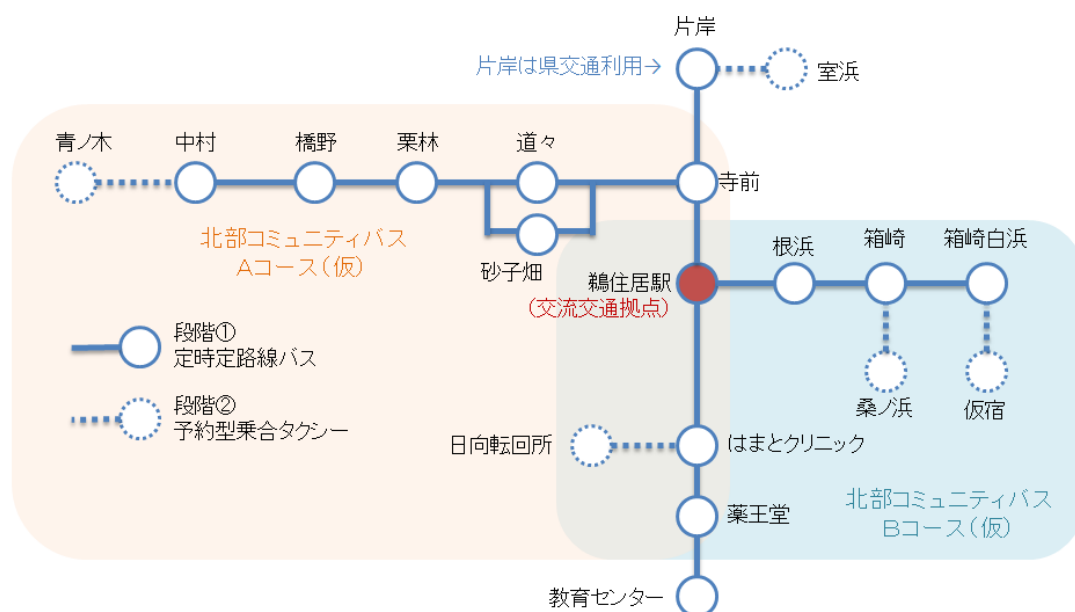 片岸
片岸は県交通利用→
室浜
青ノ木
中村
橋野
栗林
道々
寺前
北部コミュニティバス
Aコース（仮）
砂子畑
根浜
箱崎
箱崎白浜
鵜住居駅
（交流交通拠点）
段階①
定時定路線バス
段階②
予約型乗合タクシー
桑ノ浜
仮宿
日向転回所
はまとクリニック
薬王堂
北部コミュニティバス
Bコース（仮）
教育センター